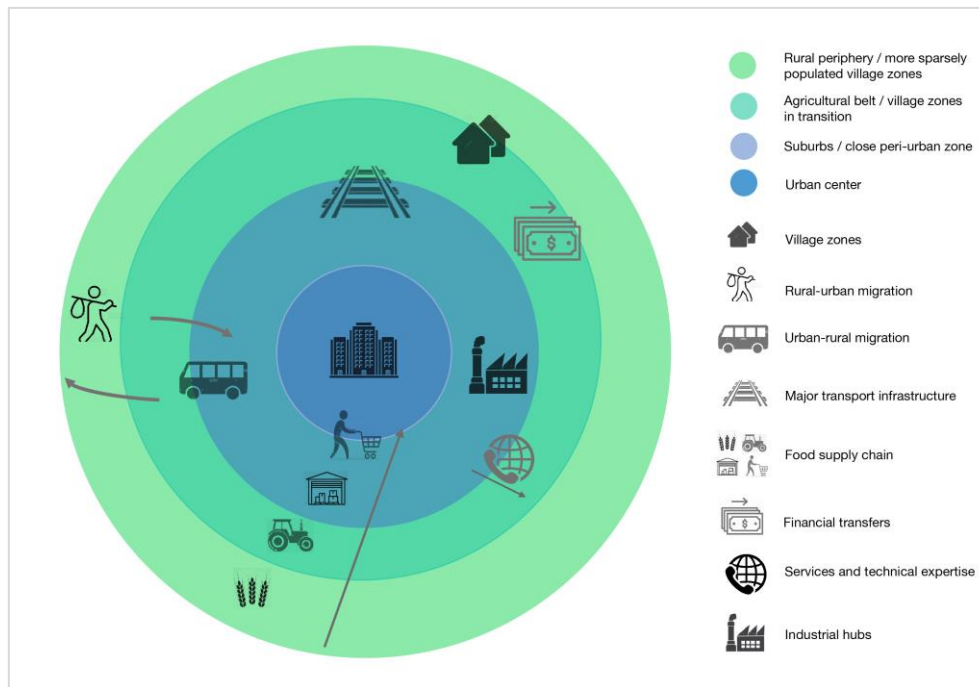 Rural periphery / more sparsely
populated village zones
Agricultural belt / village zones
in transition
Suburbs / close peri-urban zone
Urban center
Village zones
Rural-urban migration
Urban-rural migration
Major transport infrastructure
Food supply chain
Financial transfers
Services and technical expertise
Industrial hubs
$
$